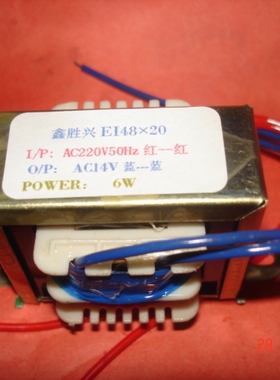 鑫胜兴 EI48×20
I/P: AC220V50Hz 红--红
O/P: AC14V 蓝---蓝
POWER: 6W